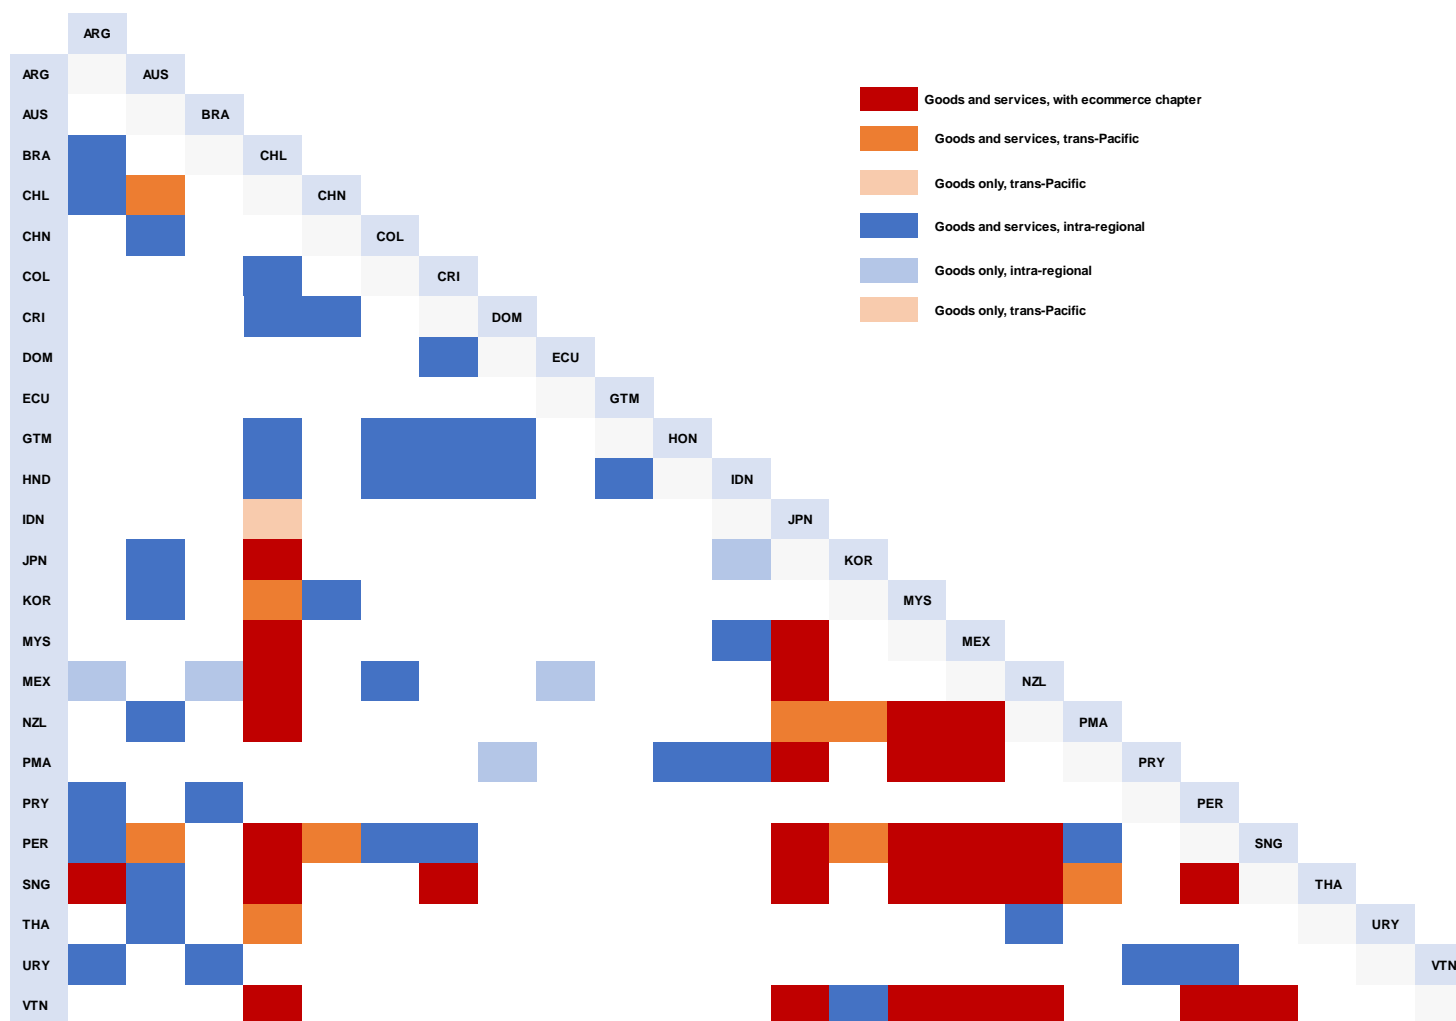 ARG
ARG AUS
AUS BRA
Goods and services, with ecommerce chapter
Goods and services, trans-Pacific
BRA CHL
CHL CHN
Goods only, trans-Pacific
CHN COL
Goods and services, intra-regional
COL CRI
Goods only, intra-regional
CRI DOM
Goods only, trans-Pacific
DOM ECU
ECU GTM
GTM HON
HND IDN
IDN JPN
JPN KOR
KOR MYS
MYS MEX
MEX NZL
NZL PMA
PMA PRY
PRY PER
PER SNG
SNG THA
THA URY
URY VTN
VTN